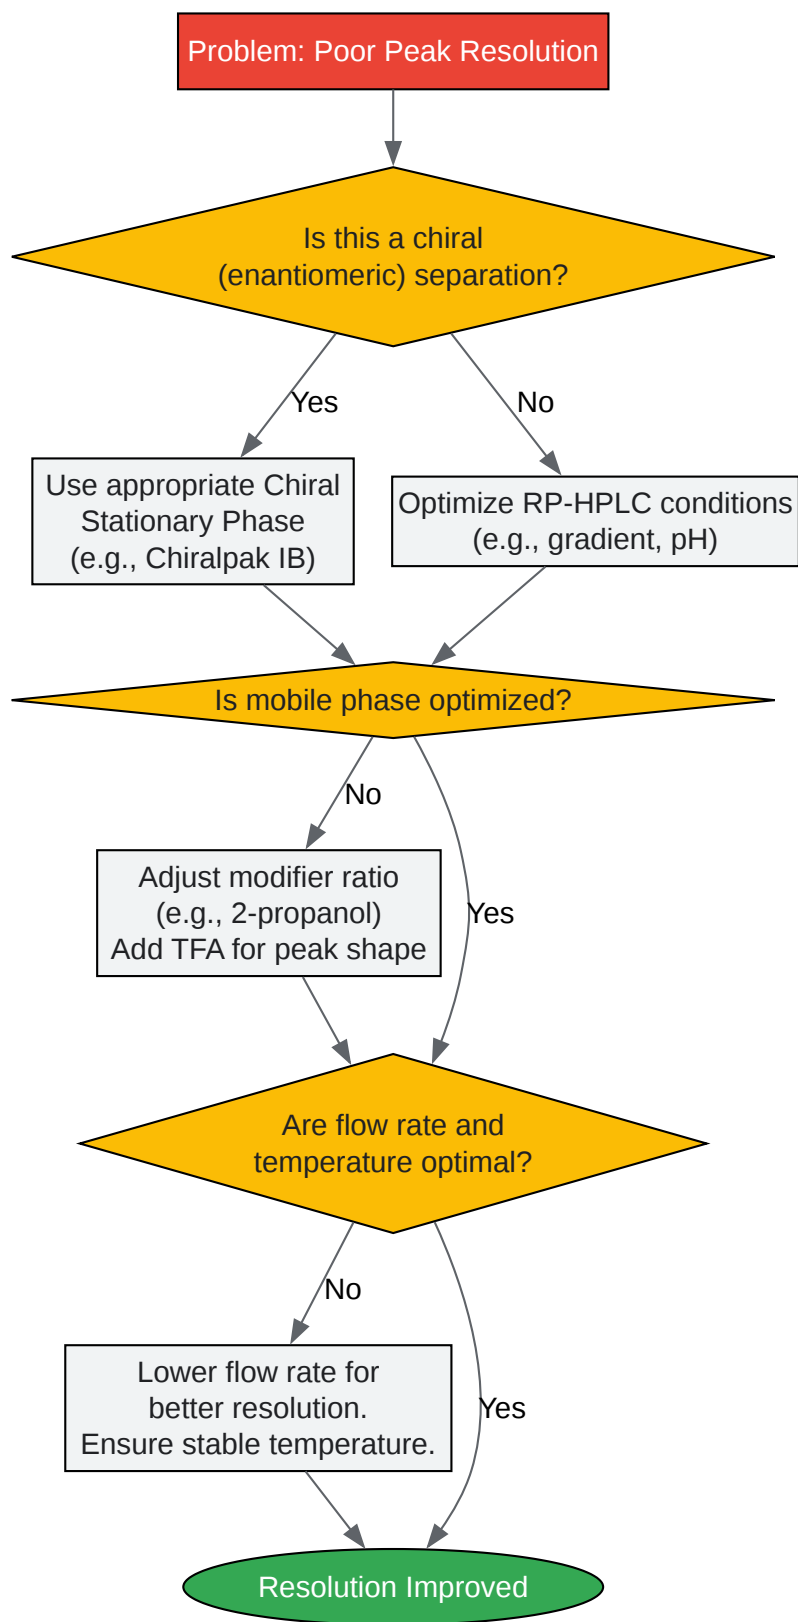 Problem: Poor Peak Resolution
Is this a chiral
(enantiomeric) separation?
Yes
No
Use appropriate Chiral
Stationary Phase
(e.g., Chiralpak IB)
Optimize RP-HPLC conditions
(e.g., gradient, pH)
Is mobile phase optimized?
No
Adjust modifier ratio
(e.g., 2-propanol)
Add TFA for peak shape
Yes
Are flow rate and
temperature optimal?
No
Lower flow rate for
better resolution.
Ensure stable temperature.
Yes
Resolution Improved